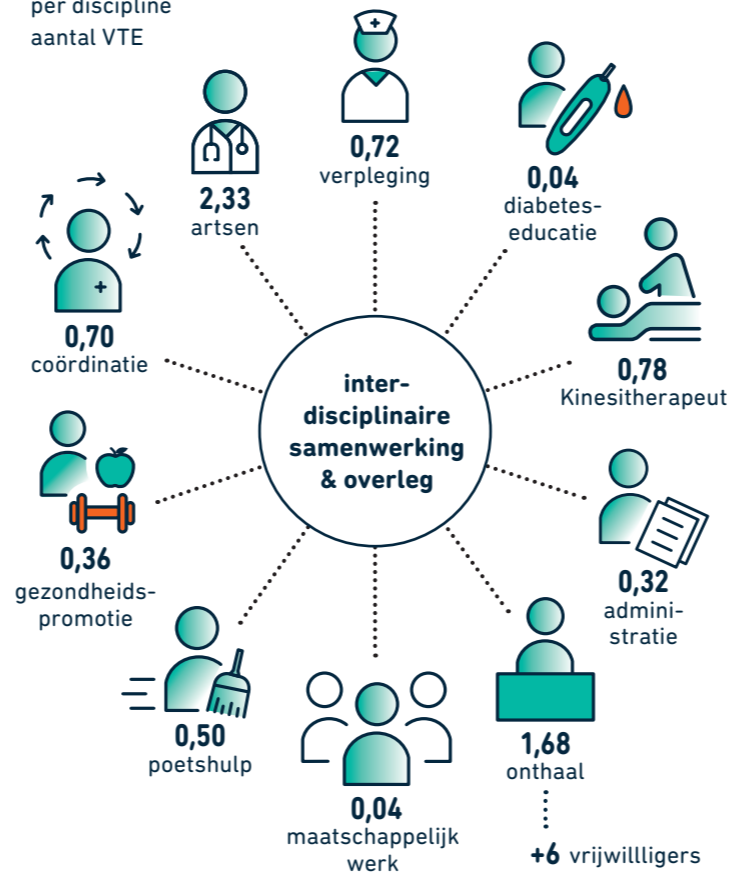 per discipline
aantal VTE
0,72
verpleging
2,33
artsen
0,04
diabetes-
educatie
0,70
coördinatie
0,78
Kinesitherapeut
inter-
disciplinaire
samenwerking
& overleg
0,36
gezondheids-
promotie
0,32
admini-
stratie
0,50
poetshulp
0,04
maatschappelijk
werk
1,68
onthaal
+6 vrijwillligers